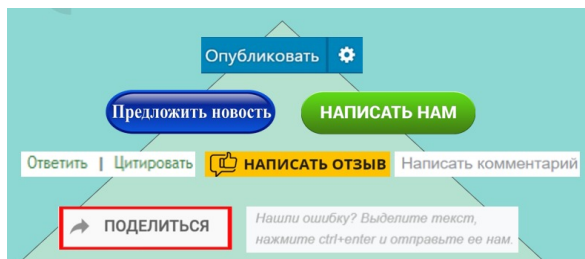 Опубликовать
Предложить новость
НАПИСАТЬ НАМ
Ответить | Цитировать
НАПИСАТЬ ОТЗЫВ
Написать комментарий
ПОДЕЛИТЬСЯ
Нашли ошибку? Выделите текст,
нажмите ctrl+enter и отправьте ее нам.